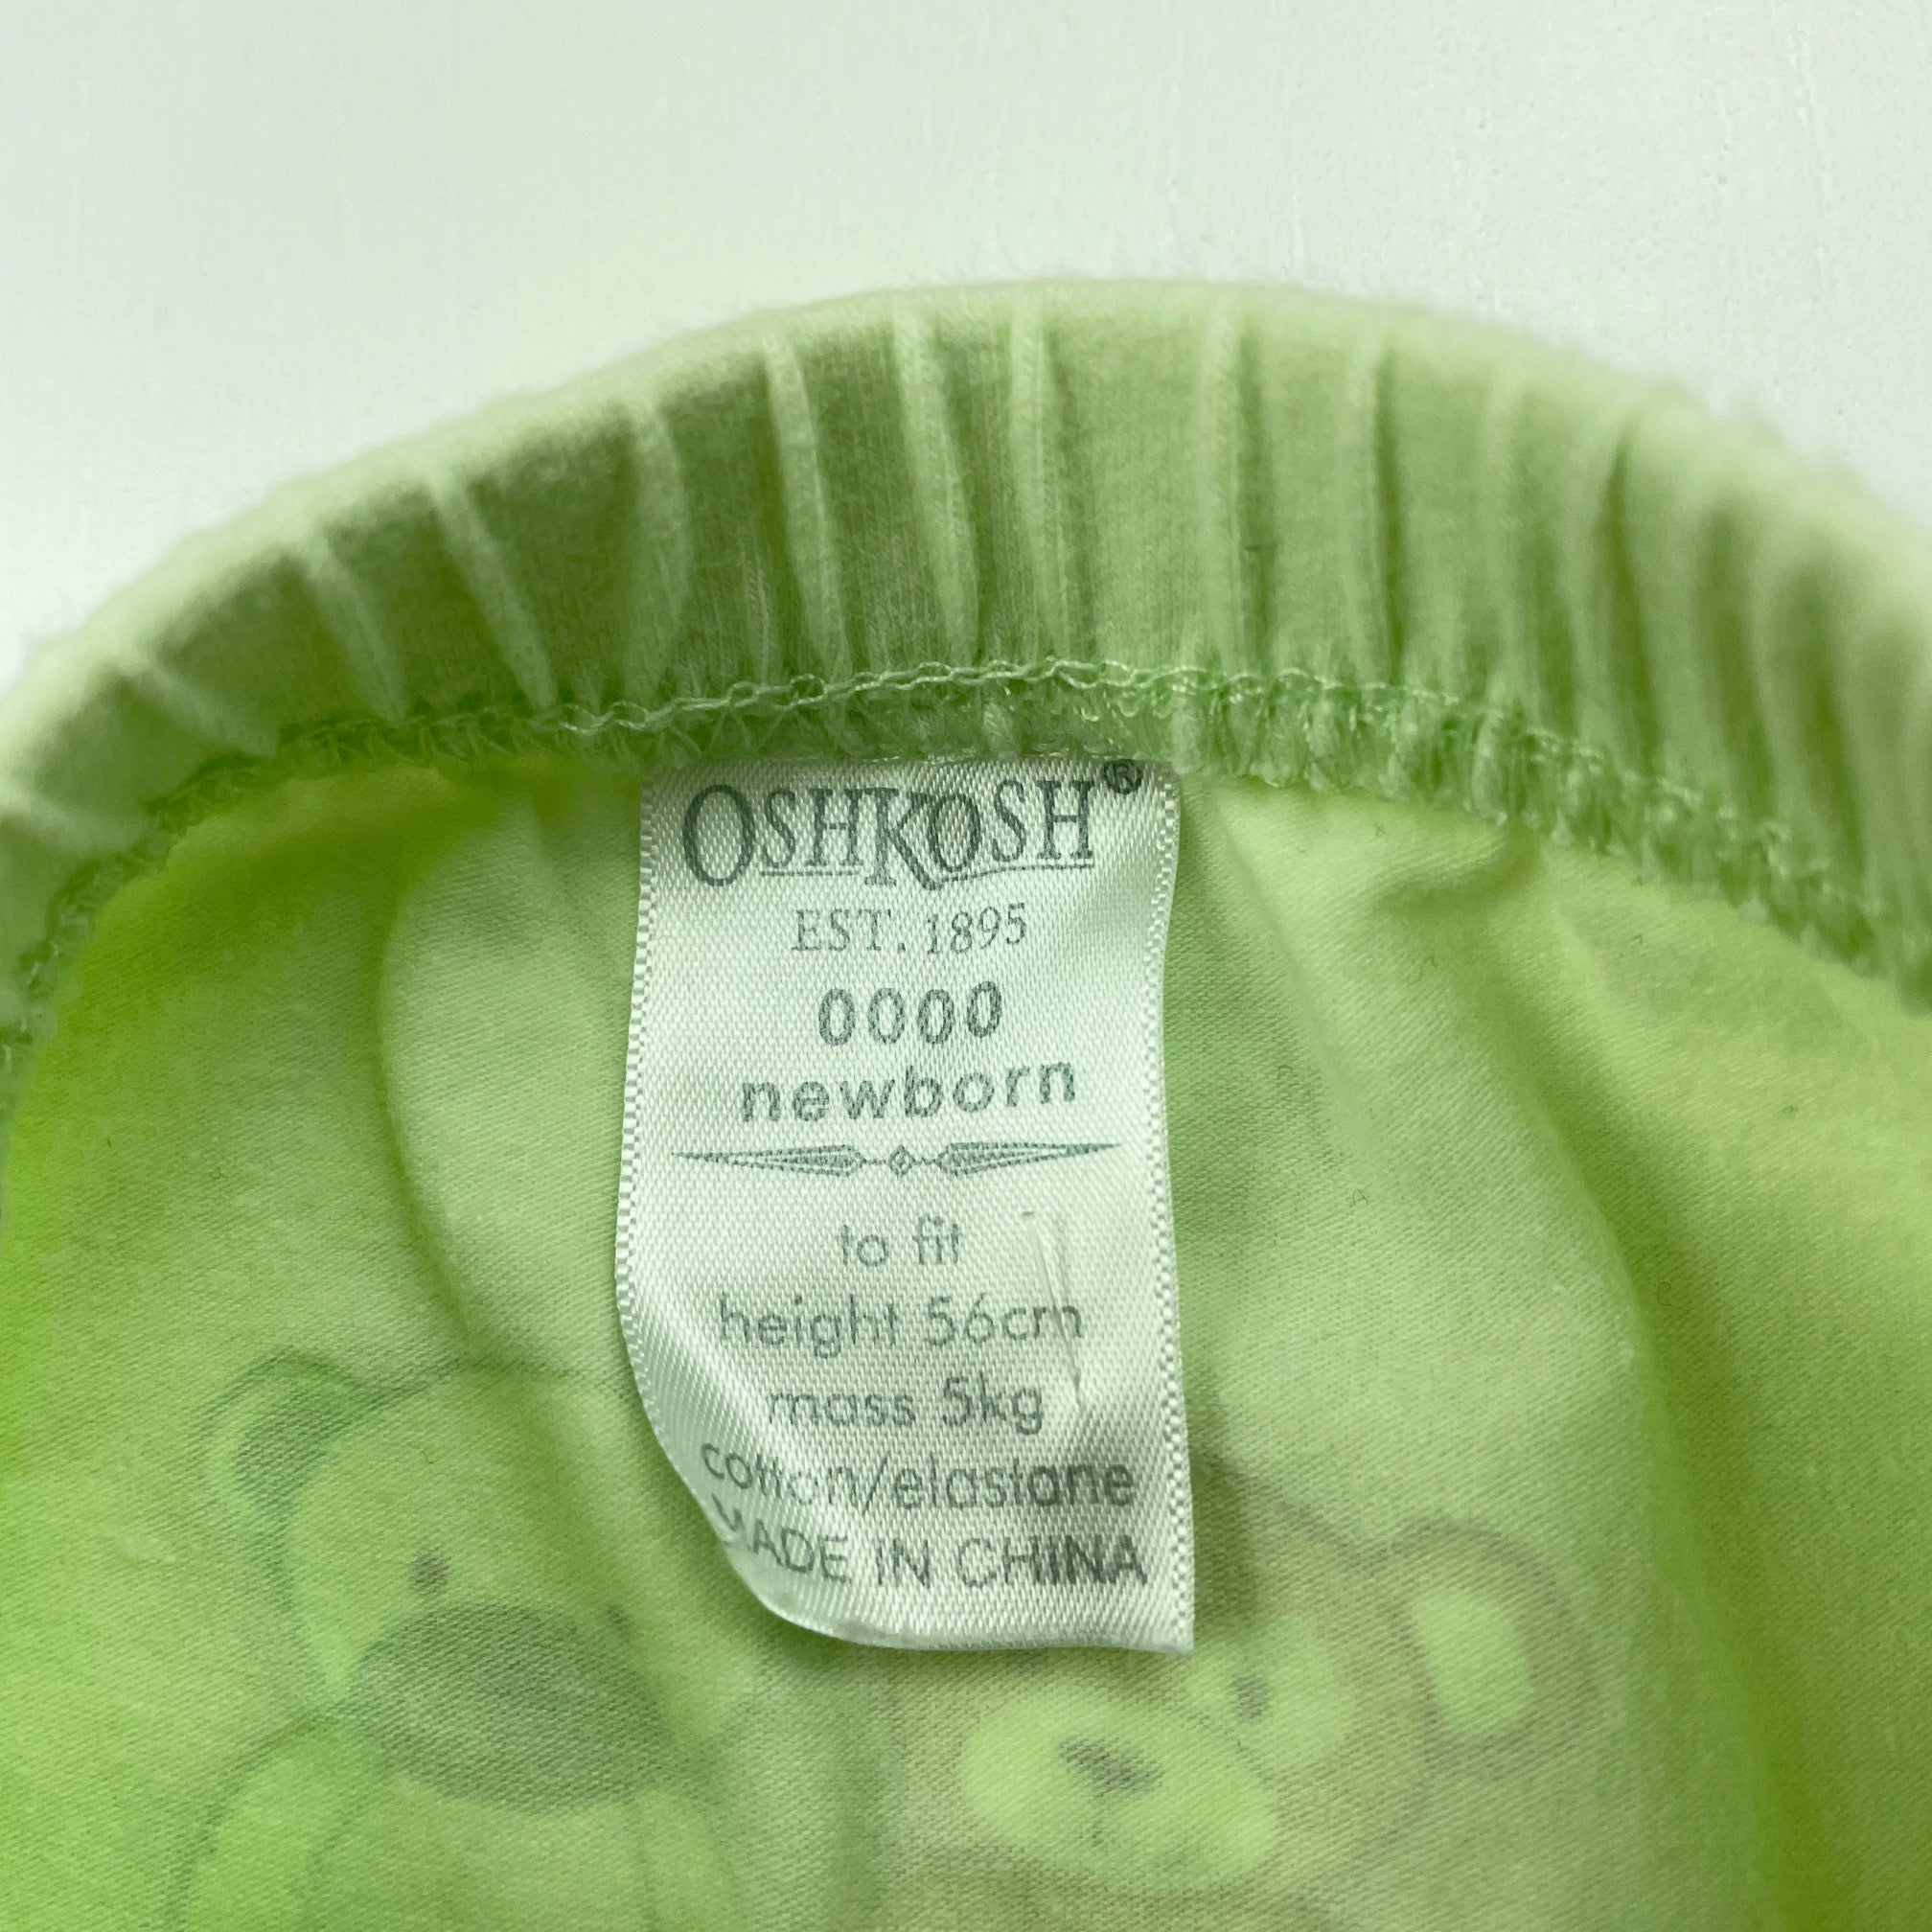 OSHKOSH®
EST. 1895
0000
newborn
to fit
height 56cm
mass 5kg
cotton/elastane
MADE IN CHINA